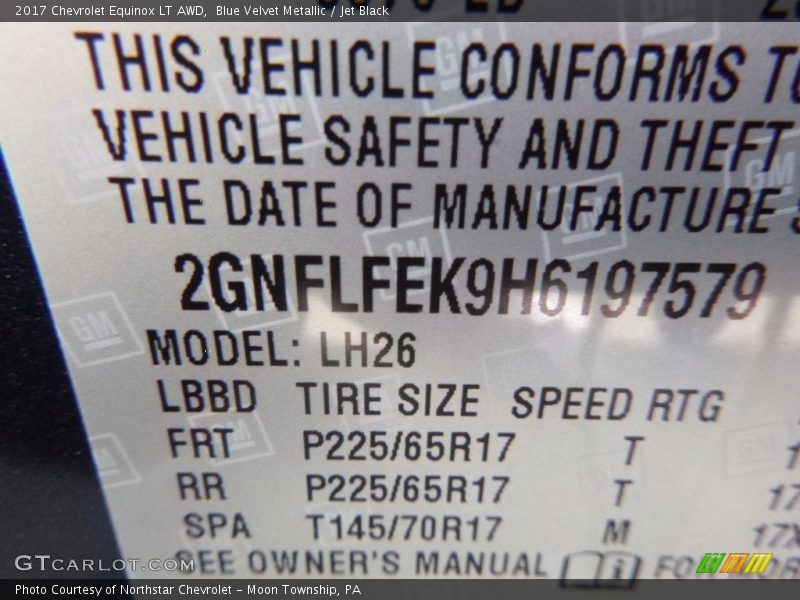 2017 Chevrolet Equinox LT AWD, Blue Velvet Metallic / Jet Black
THIS VEHICLE CONFORMS
VEHICLE SAFETY AND THEFT
THE DATE OF MANUFACTURE
2GNFLFEK9H6197579
MODEL: LH26
LBBD TIRE SIZE SPEED RTG
FRT P225/65R17 T
RR P225/65R17 T
SPA T145/70R17 M
SEE OWNER'S MANUAL
GTCARLOT.COM
Photo Courtesy of Northstar Chevrolet – Moon Township, PA